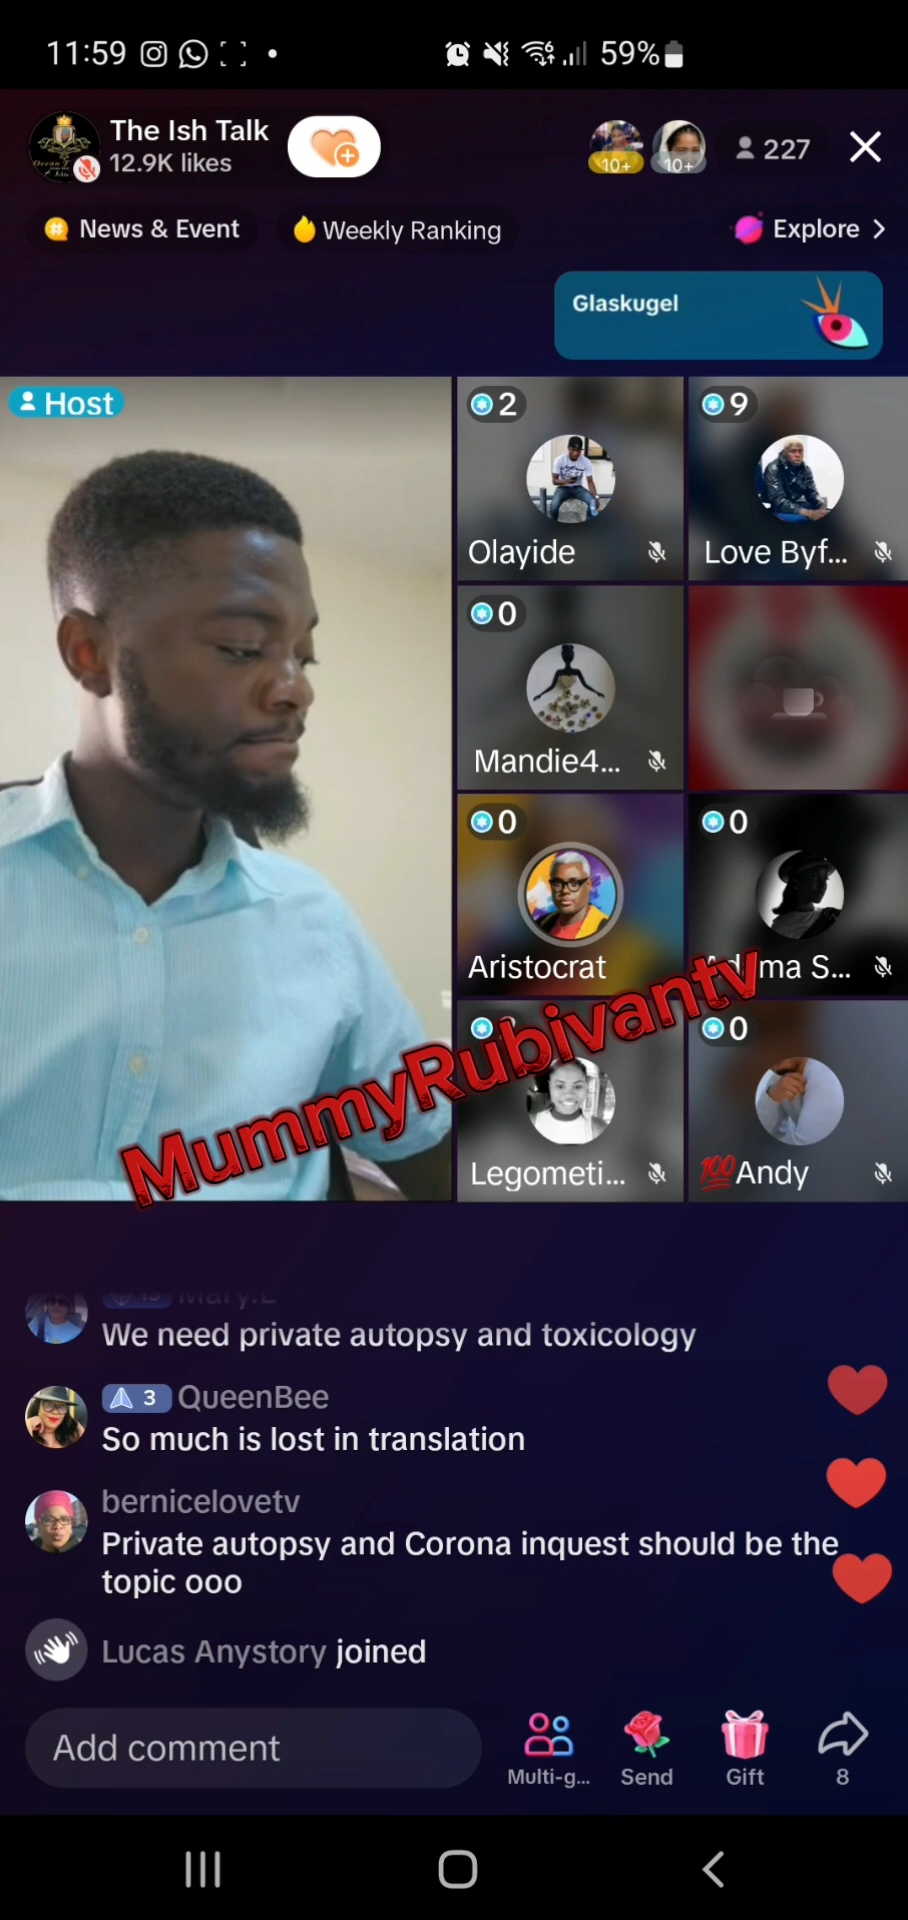 11:59
59%
The Ish Talk
12.9K likes
10+
10+
227
News & Event
Weekly Ranking
Explore >
Glaskugel
Host
2
9
Olayide
Love Byf...
0
Mandie4...
0
0
Aristocrat
ma S...
MummyRubivantv
0
Legometi...
💯Andy
We need private autopsy and toxicology
3 QueenBee
So much is lost in translation
bernicelovetv
Private autopsy and Corona inquest should be the
topic ooo
Lucas Anystory joined
Add comment
Multi-g...
Send
Gift
8